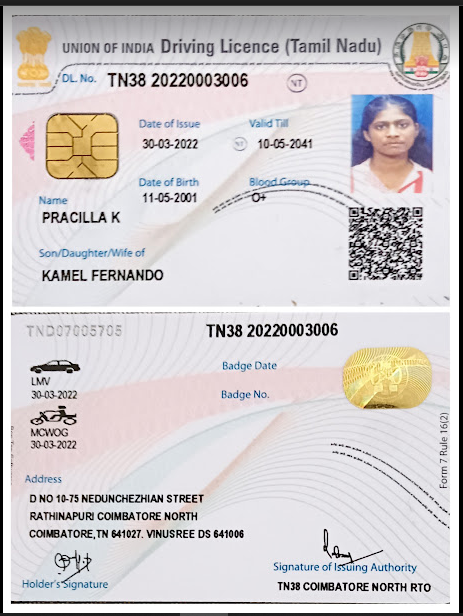 UNION OF INDIA Driving Licence (Tamil Nadu)
DL. No. TN38 20220003006
NT
Date of Issue Valid Till
30-03-2022 NT 10-05-2041
Date of Birth Blood Group
11-05-2001 O+
Name
PRACILLA K
Son/Daughter/Wife of
KAMEL FERNANDO
TND07005705 TN38 20220003006
LMV
30-03-2022
Badge Date
Badge No.
MCWOG
30-03-2022
Form 7 Rule 16(2)
Address
D NO 10-75 NEDUNCHEZHIAN STREET
RATHINAPURI COIMBATORE NORTH
COIMBATORE,TN 641027. VINUSREE DS 641006
Holder's Signature
Signature of Issuing Authority
TN38 COIMBATORE NORTH RTO